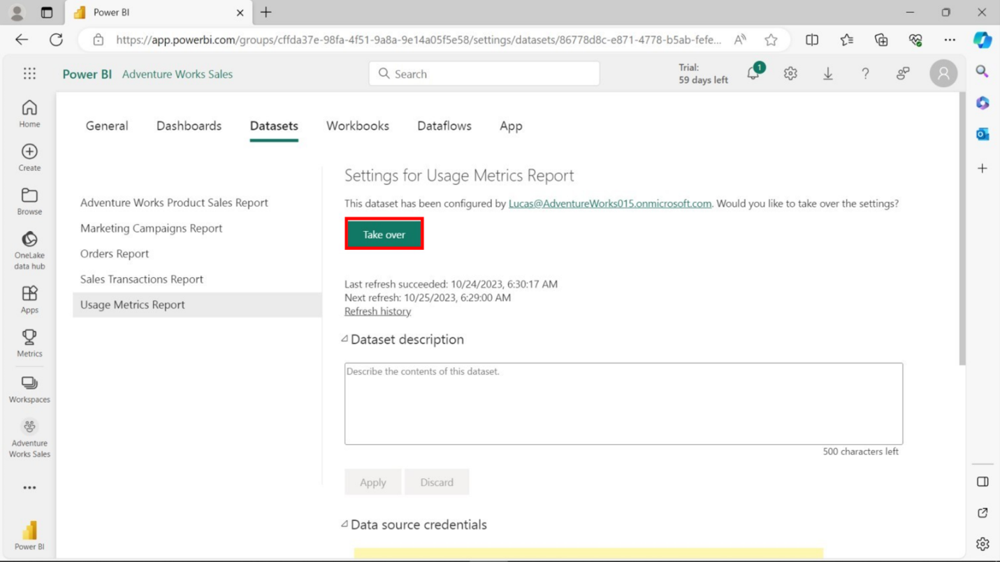 Power BI
https://app.powerbi.com/groups/cffda37e-98fa-4f51-9a8a-9e14a05f5e58/settings/datasets/86778d8c-e871-4778-b5ab-fefe...
Power BI Adventure Works Sales
Search
Trial:
59 days left
1
Home
Create
Browse
OneLake
data hub
Apps
Metrics
Workspaces
Adventure
Works Sales
Power BI
General Dashboards Datasets Workbooks Dataflows App
Adventure Works Product Sales Report
Marketing Campaigns Report
Orders Report
Sales Transactions Report
Usage Metrics Report
Settings for Usage Metrics Report
This dataset has been configured by Lucas@AdventureWorks015.onmicrosoft.com. Would you like to take over the settings?
Take over
Last refresh succeeded: 10/24/2023, 6:30:17 AM
Next refresh: 10/25/2023, 6:29:00 AM
Refresh history
Dataset description
Describe the contents of this dataset.
500 characters left
Apply Discard
Data source credentials